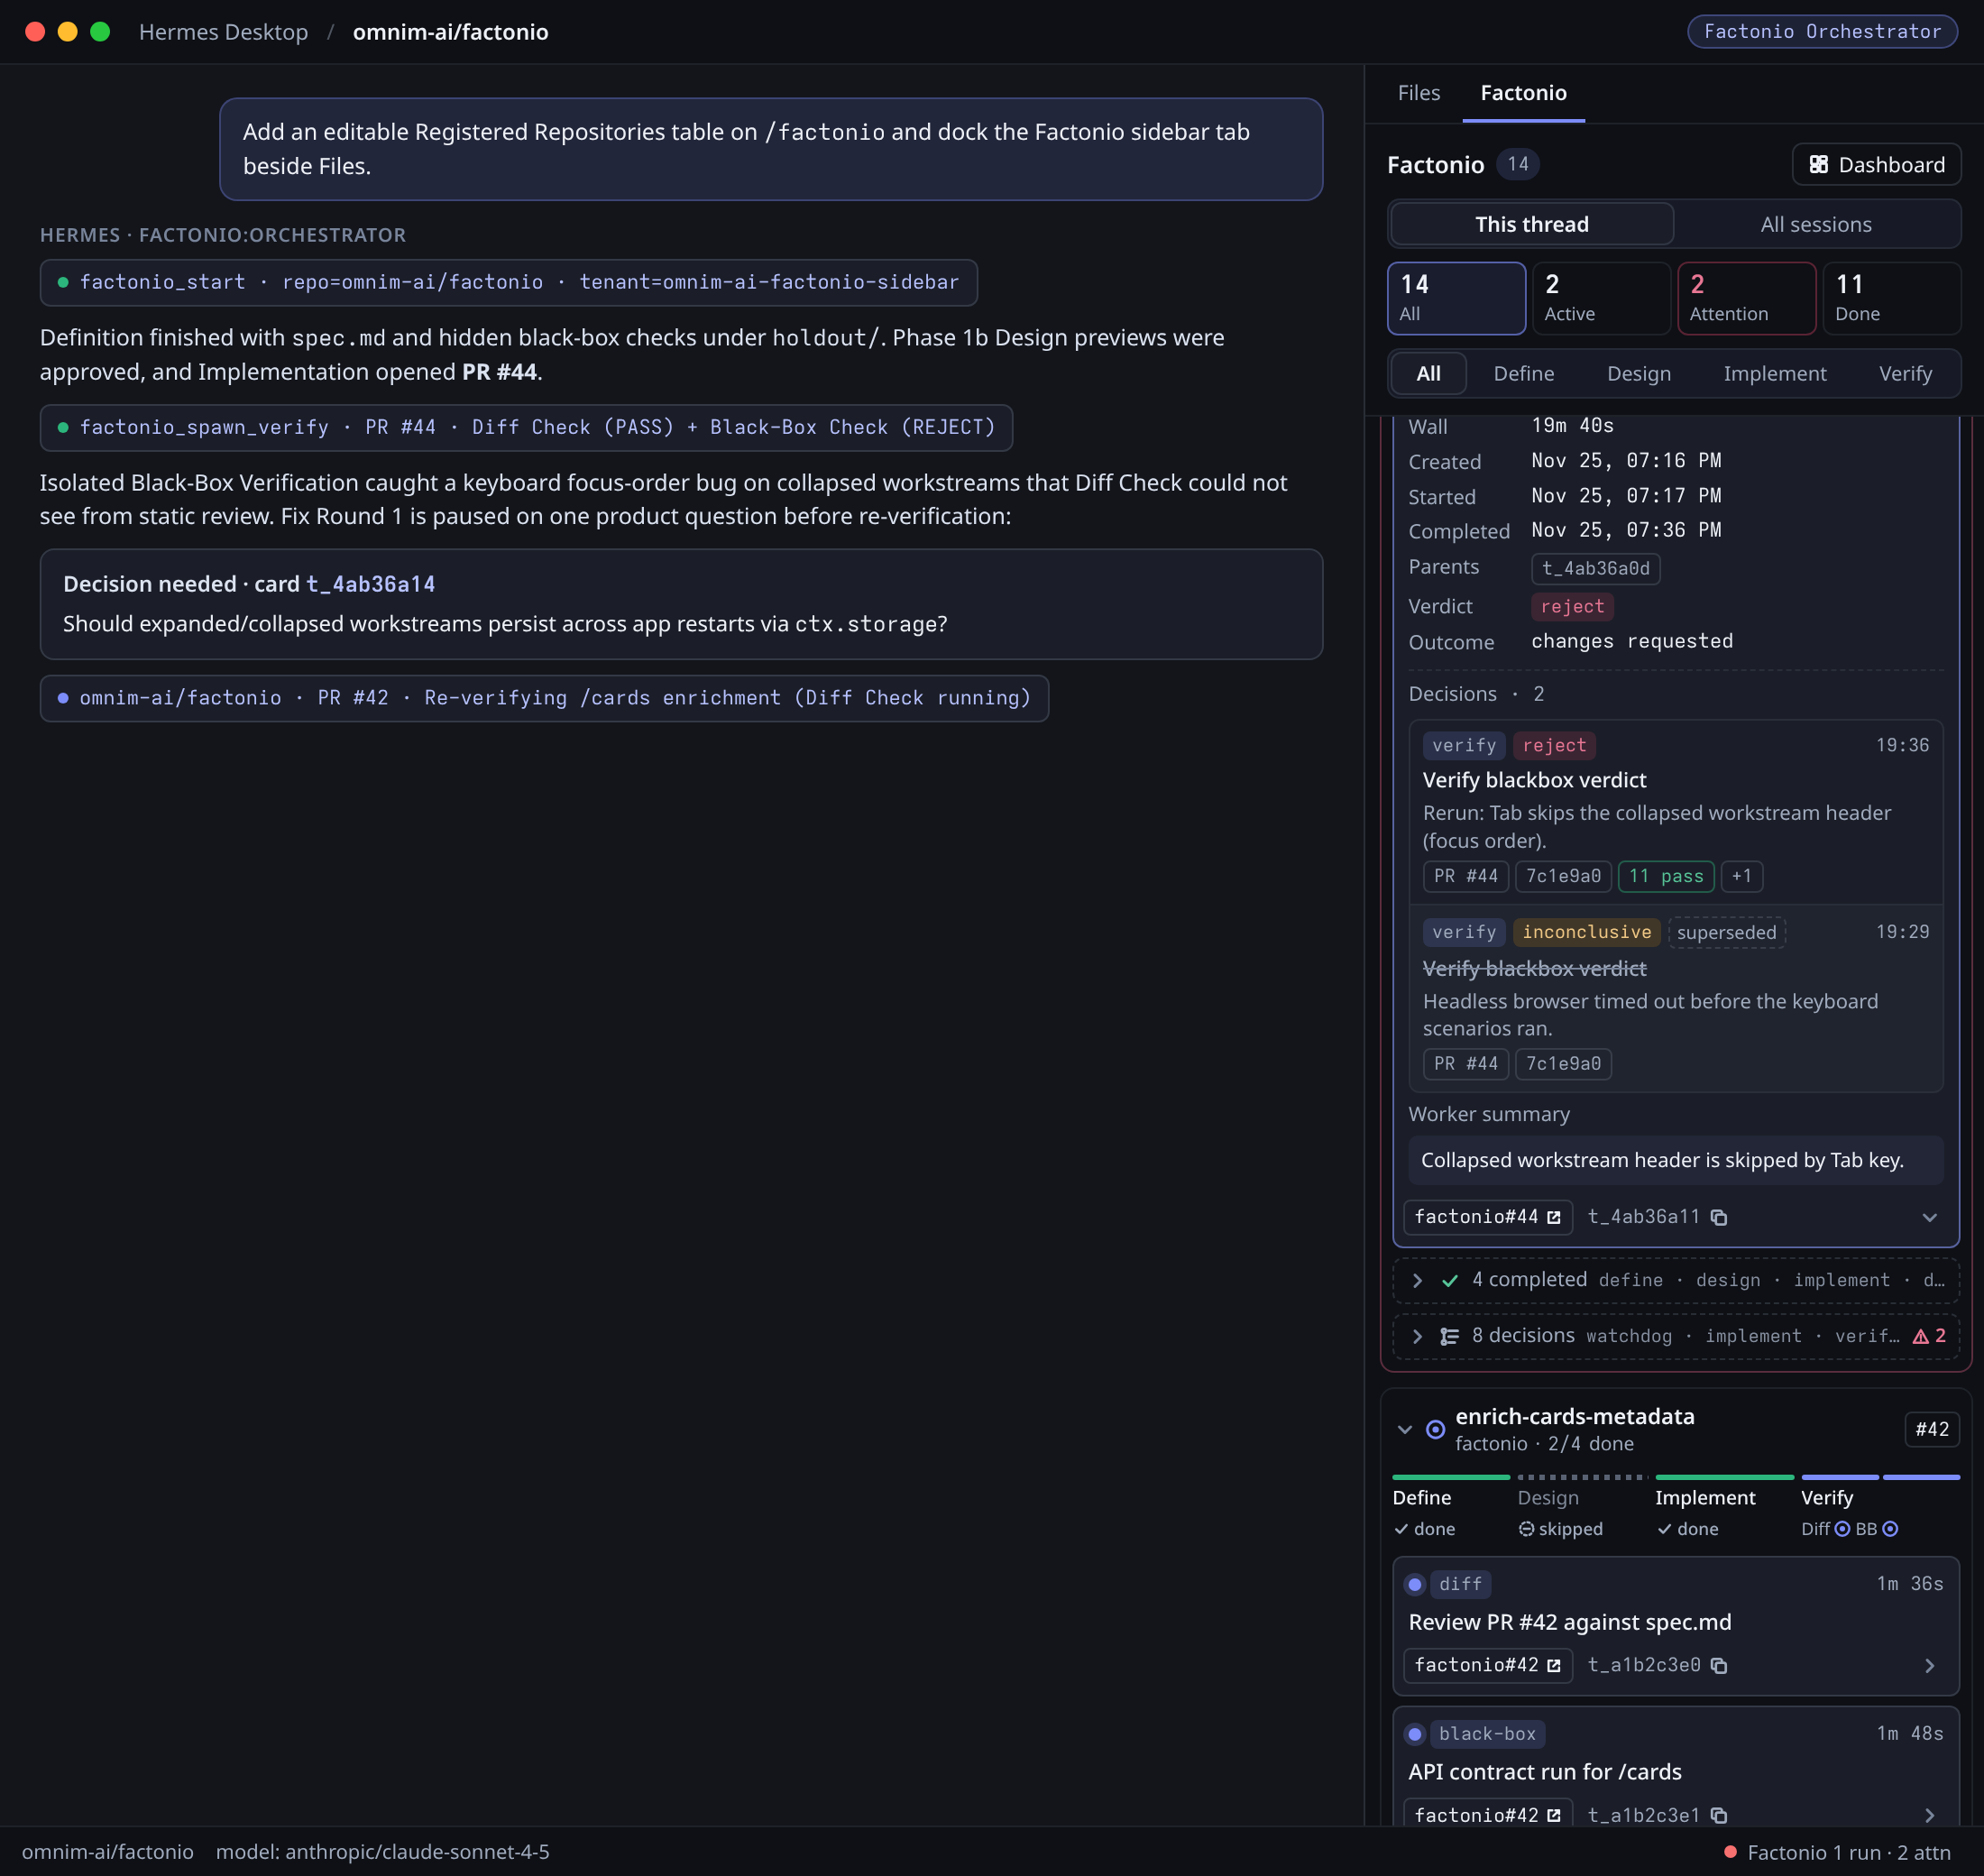 Hermes Desktop / omnim-ai/factonio
Factonio Orchestrator
Add an editable Registered Repositories table on /factonio and dock the Factonio sidebar tab
beside Files.
HERMES · FACTONIO:ORCHESTRATOR
factonio_start · repo=omnim-ai/factonio · tenant=omnim-ai-factonio-sidebar
Definition finished with spec.md and hidden black-box checks under holdout/. Phase 1b Design previews were
approved, and Implementation opened PR #44.
factonio_spawn_verify · PR #44 · Diff Check (PASS) + Black-Box Check (REJECT)
Isolated Black-Box Verification caught a keyboard focus-order bug on collapsed workstreams that Diff Check could not
see from static review. Fix Round 1 is paused on one product question before re-verification:
Decision needed · card t_4ab36a14
Should expanded/collapsed workstreams persist across app restarts via ctx.storage?
omnim-ai/factonio · PR #42 · Re-verifying /cards enrichment (Diff Check running)
Files Factonio
Factonio 14 Dashboard
This thread All sessions
14 2 2 11
All Active Attention Done
All Define Design Implement Verify
Wall 19m 40s
Created Nov 25, 07:16 PM
Started Nov 25, 07:17 PM
Completed Nov 25, 07:36 PM
Parents t_4ab36a0d
Verdict reject
Outcome changes requested
Decisions · 2
verify reject 19:36
Verify blackbox verdict
Rerun: Tab skips the collapsed workstream header
(focus order).
PR #44 7c1e9a0 11 pass +1
verify inconclusive superseded 19:29
Verify blackbox verdict
Headless browser timed out before the keyboard
scenarios ran.
PR #44 7c1e9a0
Worker summary
Collapsed workstream header is skipped by Tab key.
factonio#44 t_4ab36a11
4 completed define · design · implement · d…
8 decisions watchdog · implement · verif… 2
enrich-cards-metadata #42
factonio · 2/4 done
Define Design Implement Verify
done skipped done Diff BB
diff 1m 36s
Review PR #42 against spec.md
factonio#42 t_a1b2c3e0
black-box 1m 48s
API contract run for /cards
factonio#42 t_a1b2c3e1
omnim-ai/factonio model: anthropic/claude-sonnet-4-5
Factonio 1 run · 2 attn